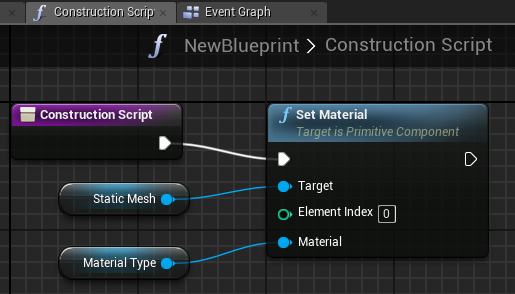 Construction Script
Event Graph
NewBlueprint > Construction Script
Construction Script
Set Material
Target is Primitive Component
Static Mesh
Target
Element Index 0
Material Type
Material